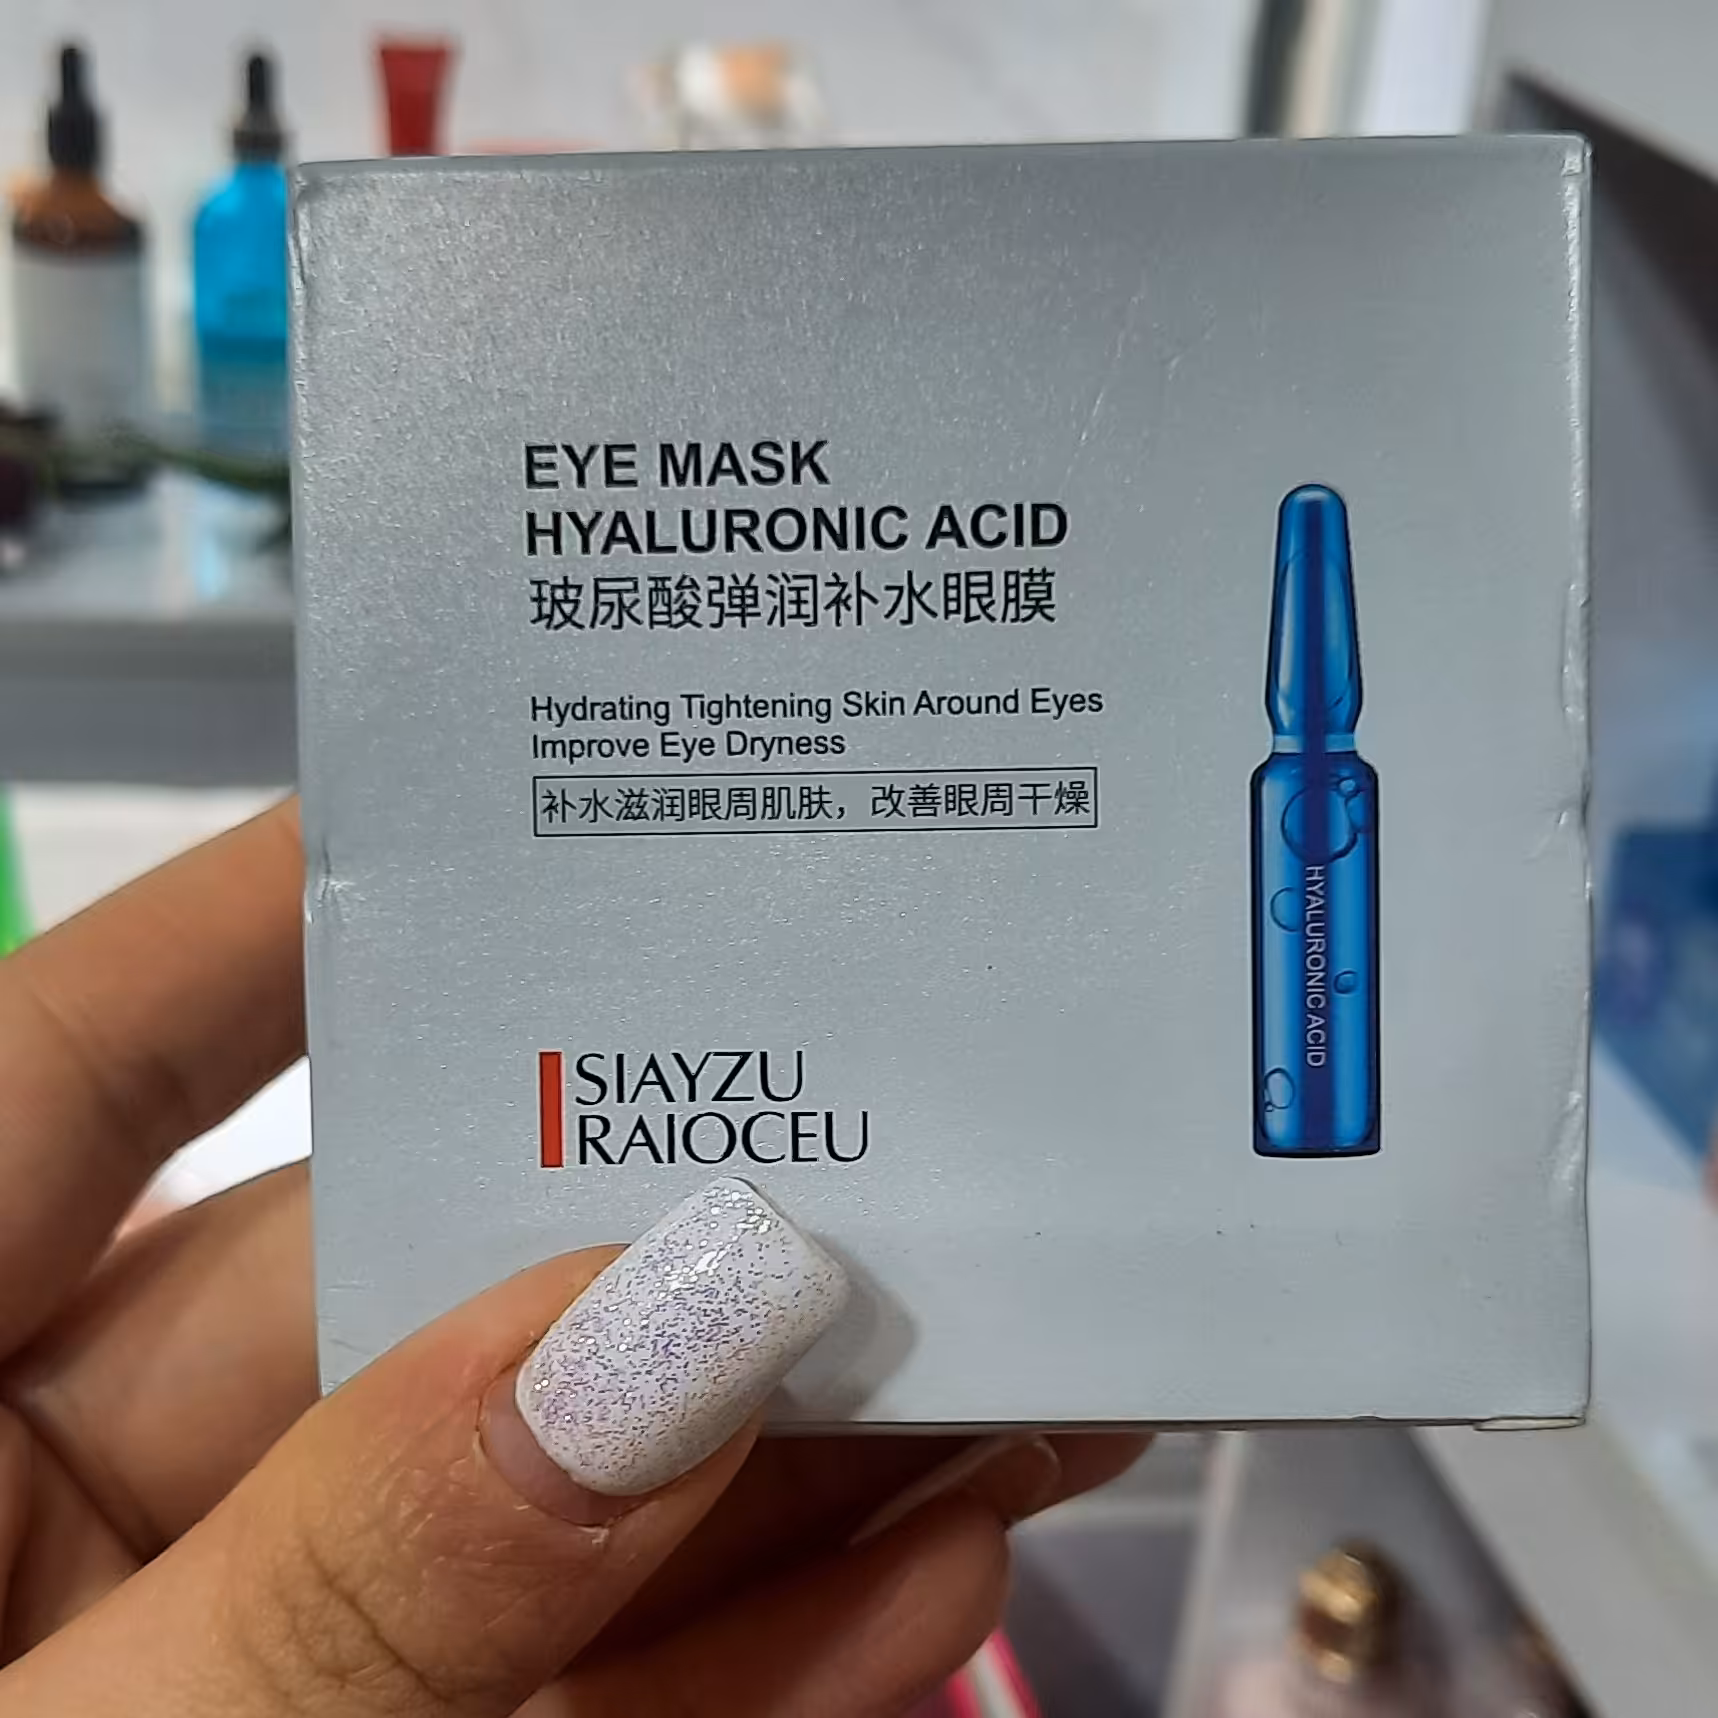 EYE MASK
HYALURONIC ACID
玻尿酸弹润补水眼膜
Hydrating Tightening Skin Around Eyes
Improve Eye Dryness
补水滋润眼周肌肤，改善眼周干燥
SIAYZU
RAIOCEU
HYALURONIC ACID